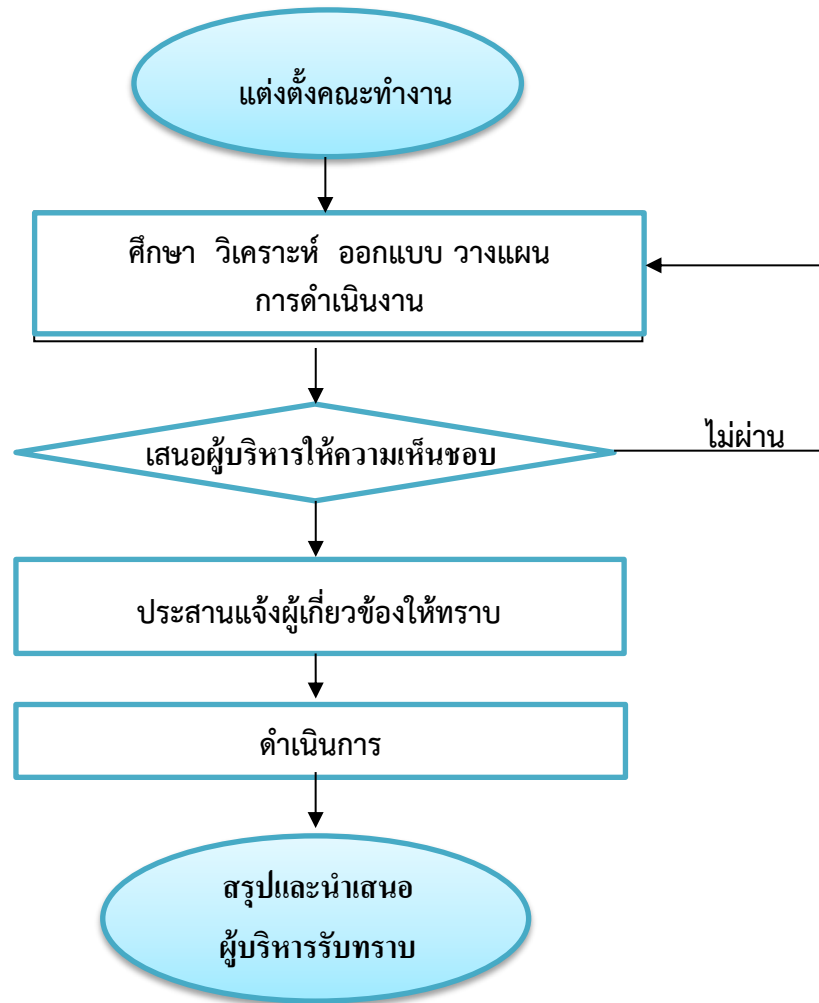 แต่งตั้งคณะทำงาน
ศึกษา วิเคราะห์ ออกแบบ วางแผน
การดำเนินงาน
เสนอผู้บริหารให้ความเห็นชอบ
ไม่ผ่าน
ประสานแจ้งผู้เกี่ยวข้องให้ทราบ
ดำเนินการ
สรุปและนำเสนอ
ผู้บริหารรับทราบ